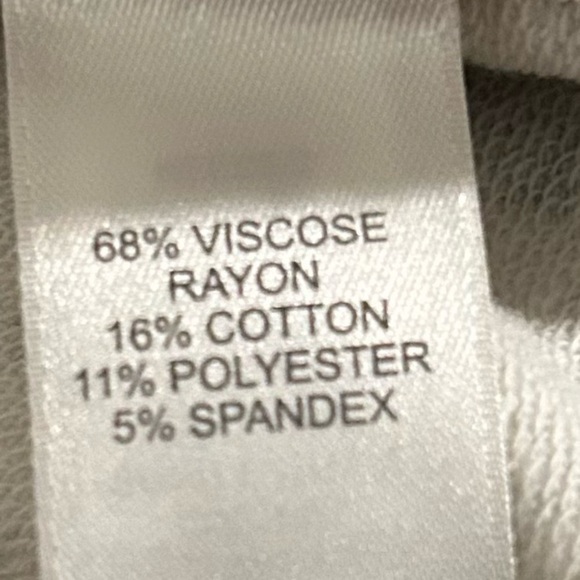 68% VISCOSE
RAYON
16% COTTON
11% POLYESTER
5% SPANDEX